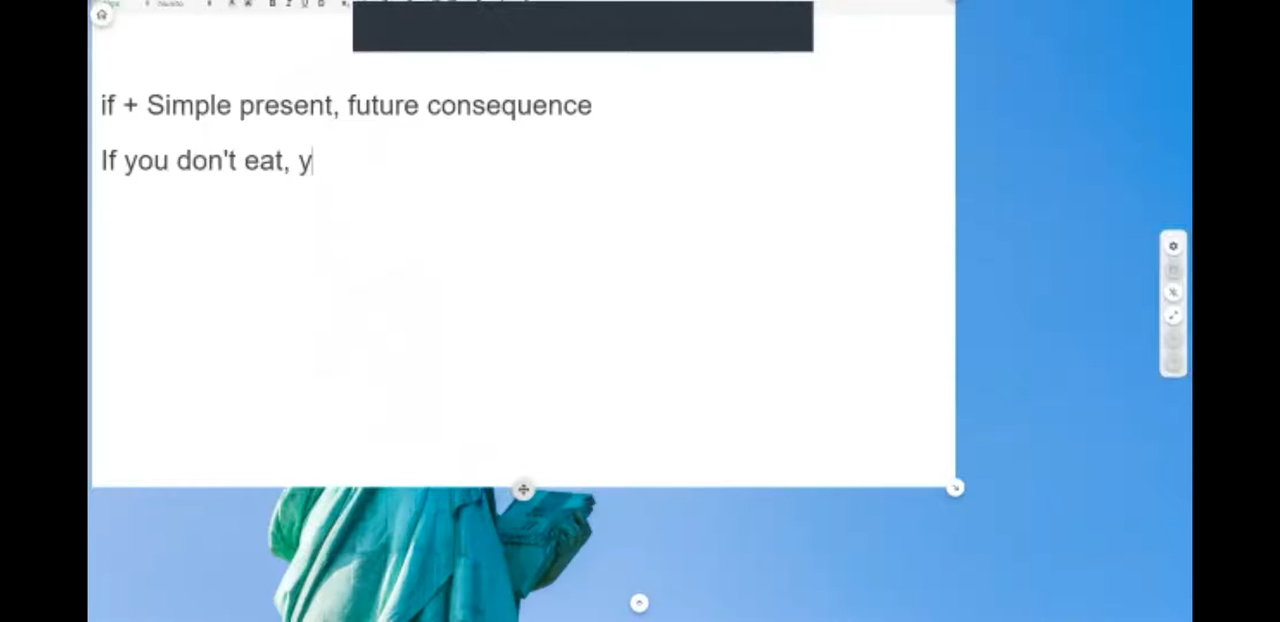 if + Simple present, future consequence
If you don't eat, y